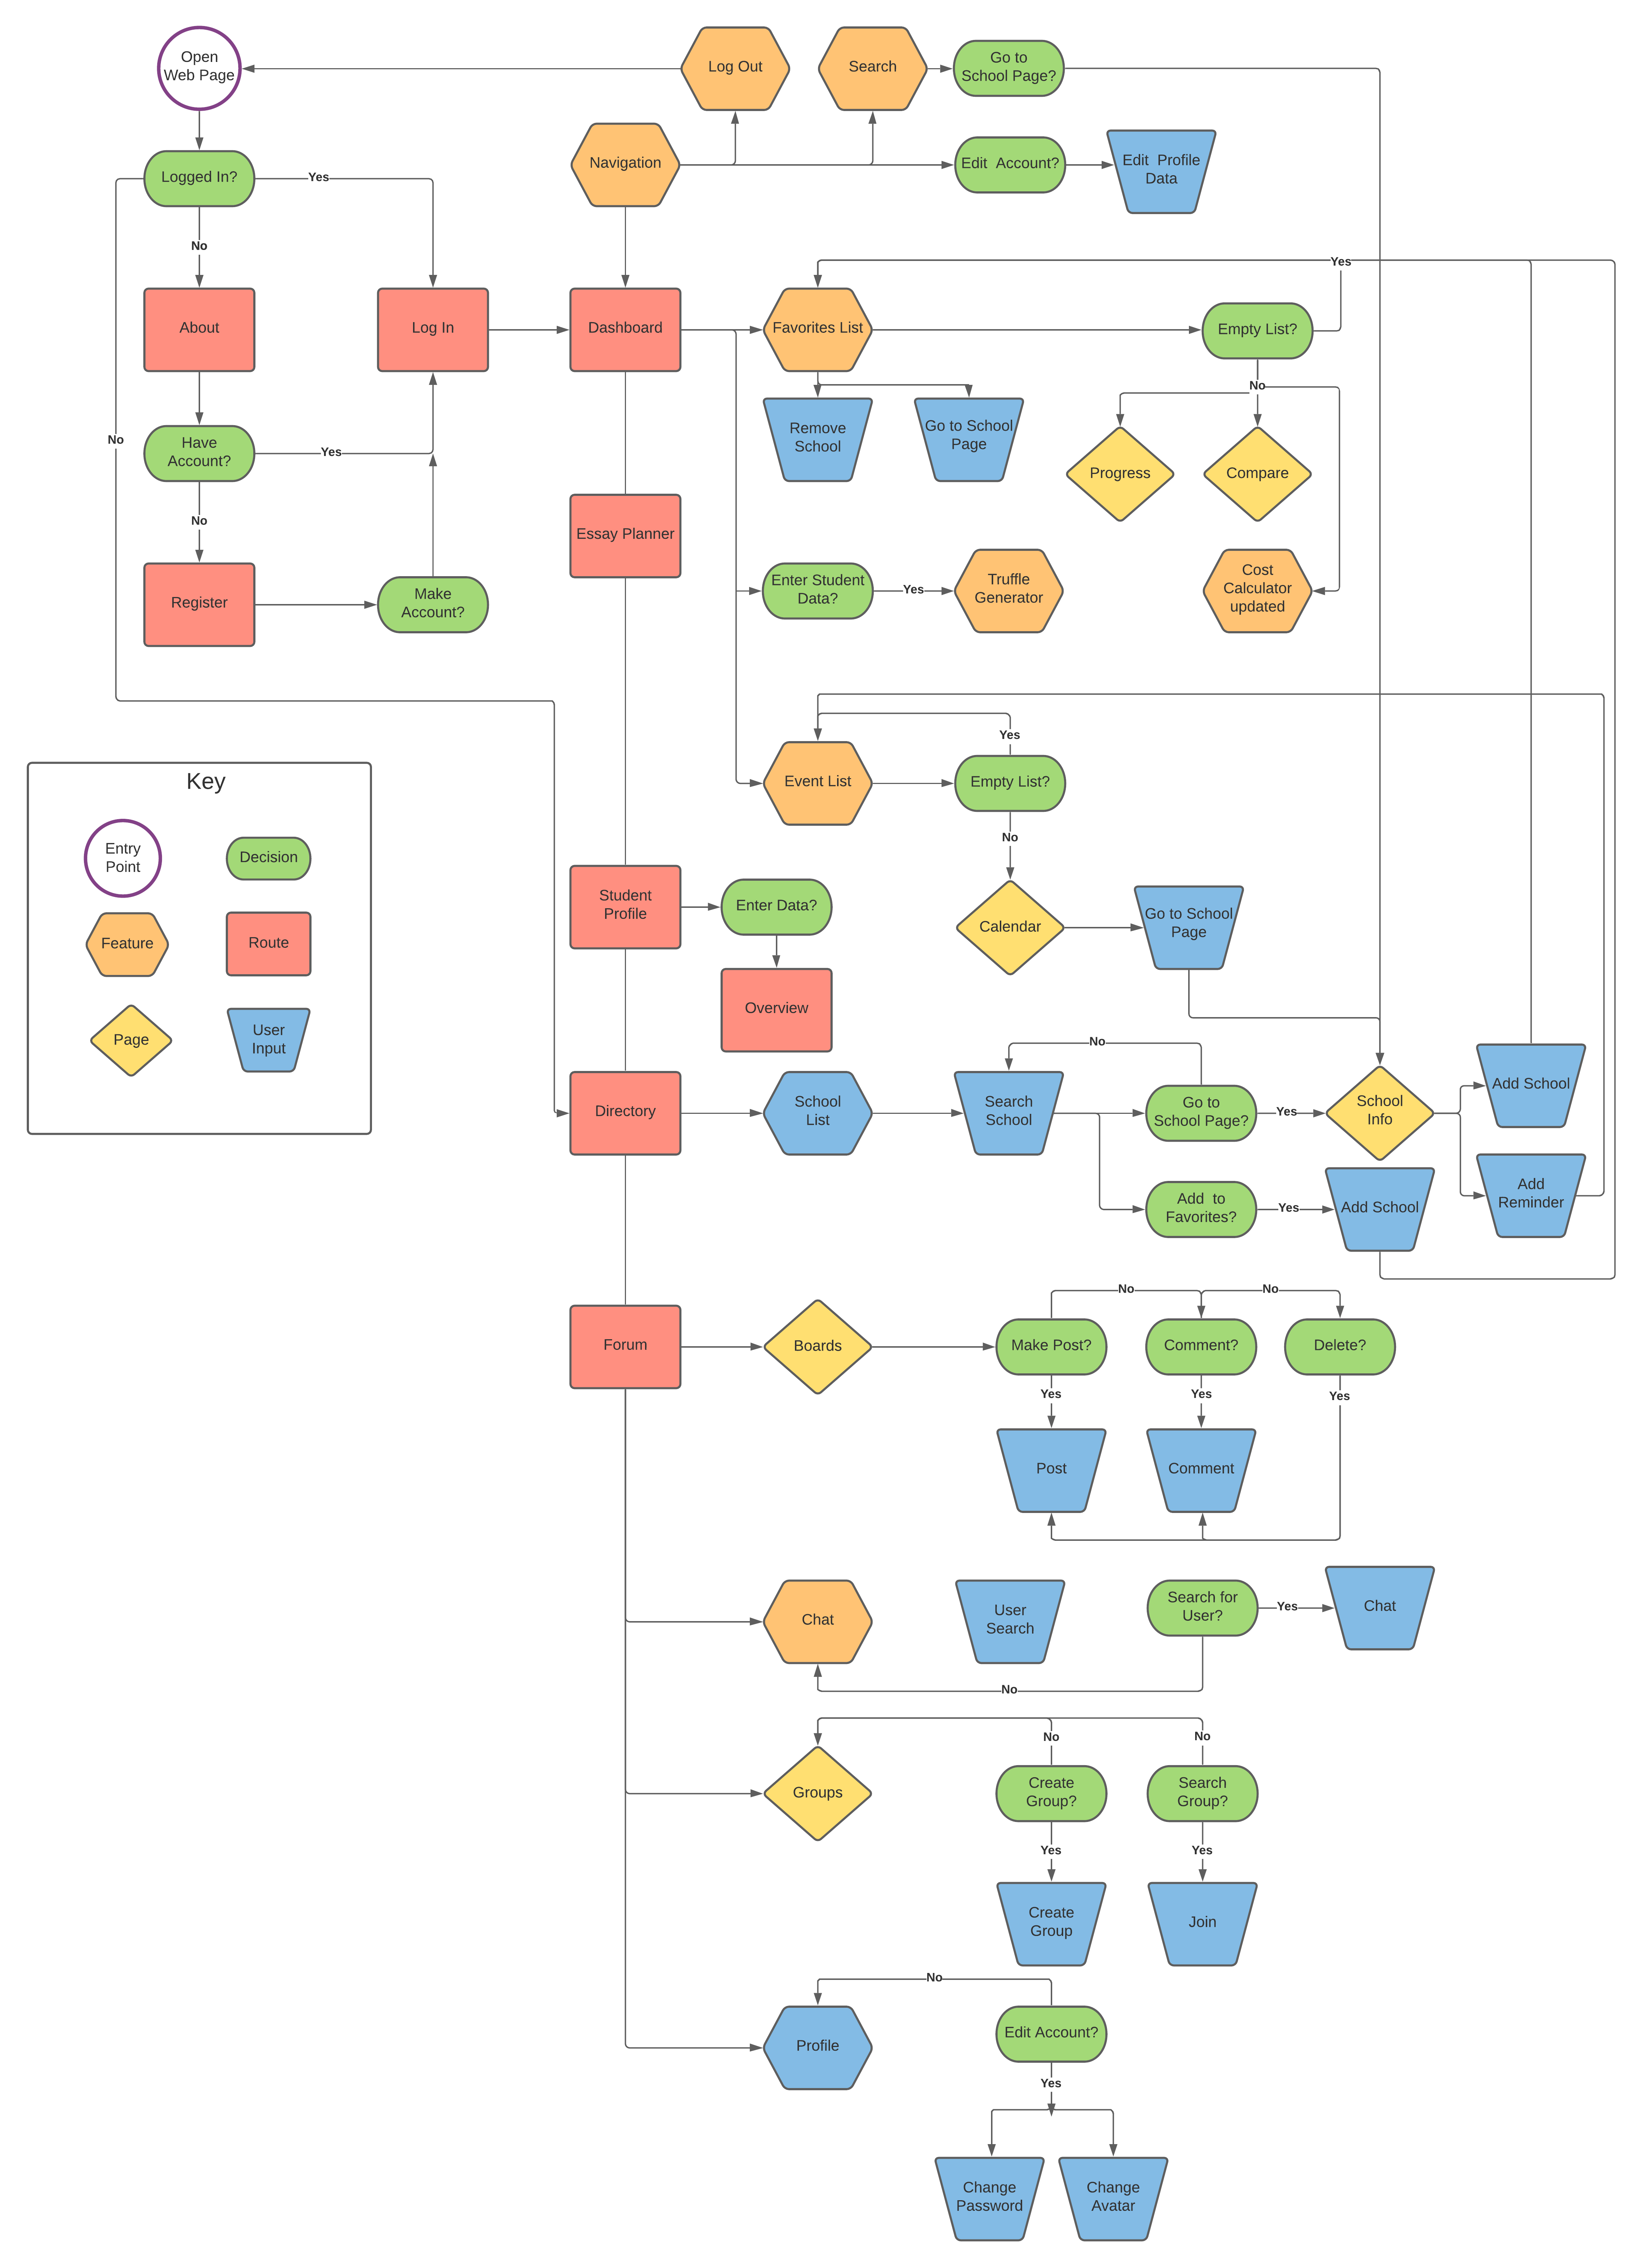 Open
Web Page
Log Out
Search
Go to
School Page?
Navigation
Edit  Account?
Edit  Profile
Data
Logged In?
Yes
No
Yes
About
Log In
Dashboard
Favorites List
Empty List?
No
Remove
School
Go to School
Page
No
Have
Account?
Yes
Progress
Compare
No
Essay Planner
Register
Make
Account?
Enter Student
Data?
Yes
Truffle
Generator
Cost
Calculator
updated
Yes
Event List
Empty List?
No
Key
Entry
Point
Decision
Feature
Route
Page
User
Input
Student
Profile
Enter Data?
Calendar
Go to School
Page
Overview
No
Directory
School
List
Search
School
Go to
School Page?
Yes
School
Info
Add School
Add  to
Favorites?
Yes
Add School
Add
Reminder
No
No
Forum
Boards
Make Post?
Comment?
Delete?
Yes
Yes
Yes
Post
Comment
Chat
User
Search
Search for
User?
Yes
Chat
No
No
No
Groups
Create
Group?
Search
Group?
Yes
Yes
Create
Group
Join
No
Profile
Edit Account?
Yes
Change
Password
Change
Avatar